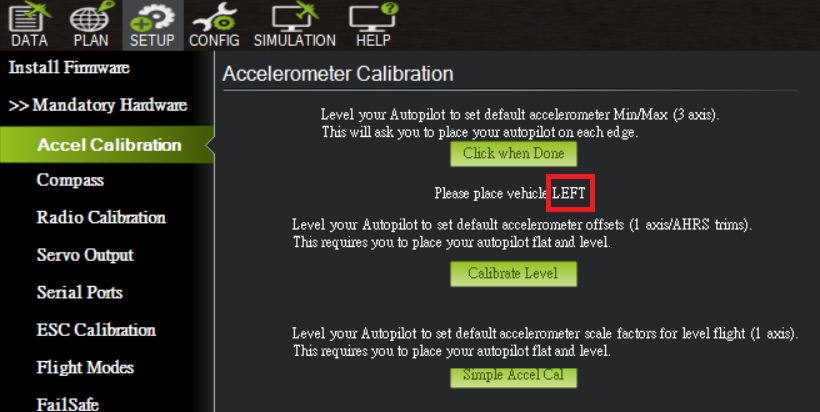 DATA PLAN SETUP CONFIG SIMULATION HELP
Install Firmware
>> Mandatory Hardware
Accel Calibration
Compass
Radio Calibration
Servo Output
Serial Ports
ESC Calibration
Flight Modes
FailSafe
Accelerometer Calibration
Level your Autopilot to set default accelerometer Min/Max (3 axis).
This will ask you to place your autopilot on each edge.
Click when Done
Please place vehicle LEFT
Level your Autopilot to set default accelerometer offsets (1 axis/AHRS trims).
This requires you to place your autopilot flat and level.
Calibrate Level
Level your Autopilot to set default accelerometer scale factors for level flight (1 axis).
This requires you to place your autopilot flat and level.
Simple Accel Cal